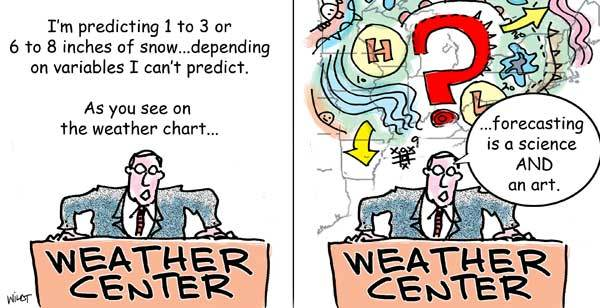 I'm predicting 1 to 3 or
6 to 8 inches of snow...depending
on variables I can't predict.
As you see on
the weather chart...
WEATHER
CENTER
WiLbT
H
?
L
...forecasting
is a science
AND
an art.
WEATHER
CENTER